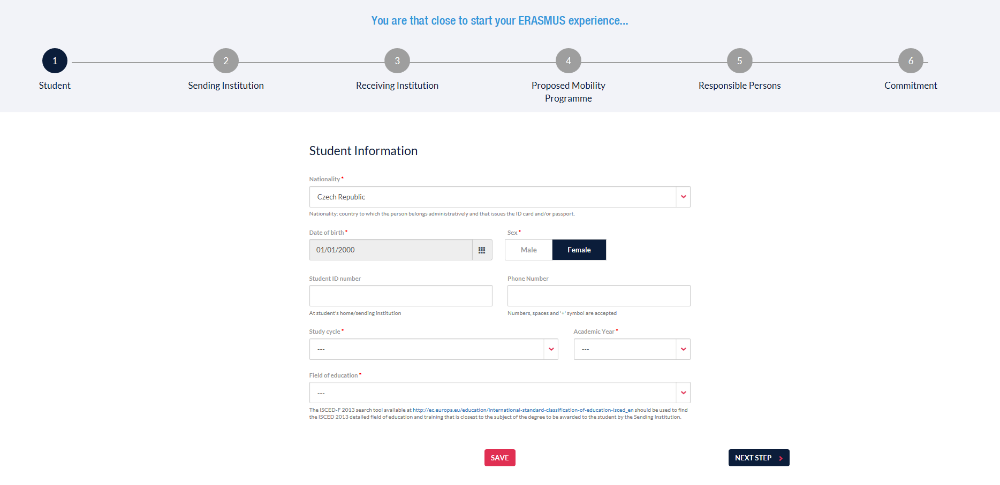 You are that close to start your ERASMUS experience...
1
2
3
4
5
6
Student
Sending Institution
Receiving Institution
Proposed Mobility
Programme
Responsible Persons
Commitment
Student Information
Nationality *
Czech Republic
Nationality: country to which the person belongs administratively and that issues the ID card and/or passport.
Date of birth *
Sex *
01/01/2000
Male
Female
Student ID number
Phone Number
At student's home/sending institution
Numbers, spaces and '+' symbol are accepted
Study cycle *
Academic Year *
---
---
Field of education *
---
The ISCED-F 2013 search tool available at http://ec.europa.eu/education/international-standard-classification-of-education-isced_en should be used to find
the ISCED 2013 detailed field of education and training that is closest to the subject of the degree to be awarded to the student by the Sending Institution.
SAVE
NEXT STEP